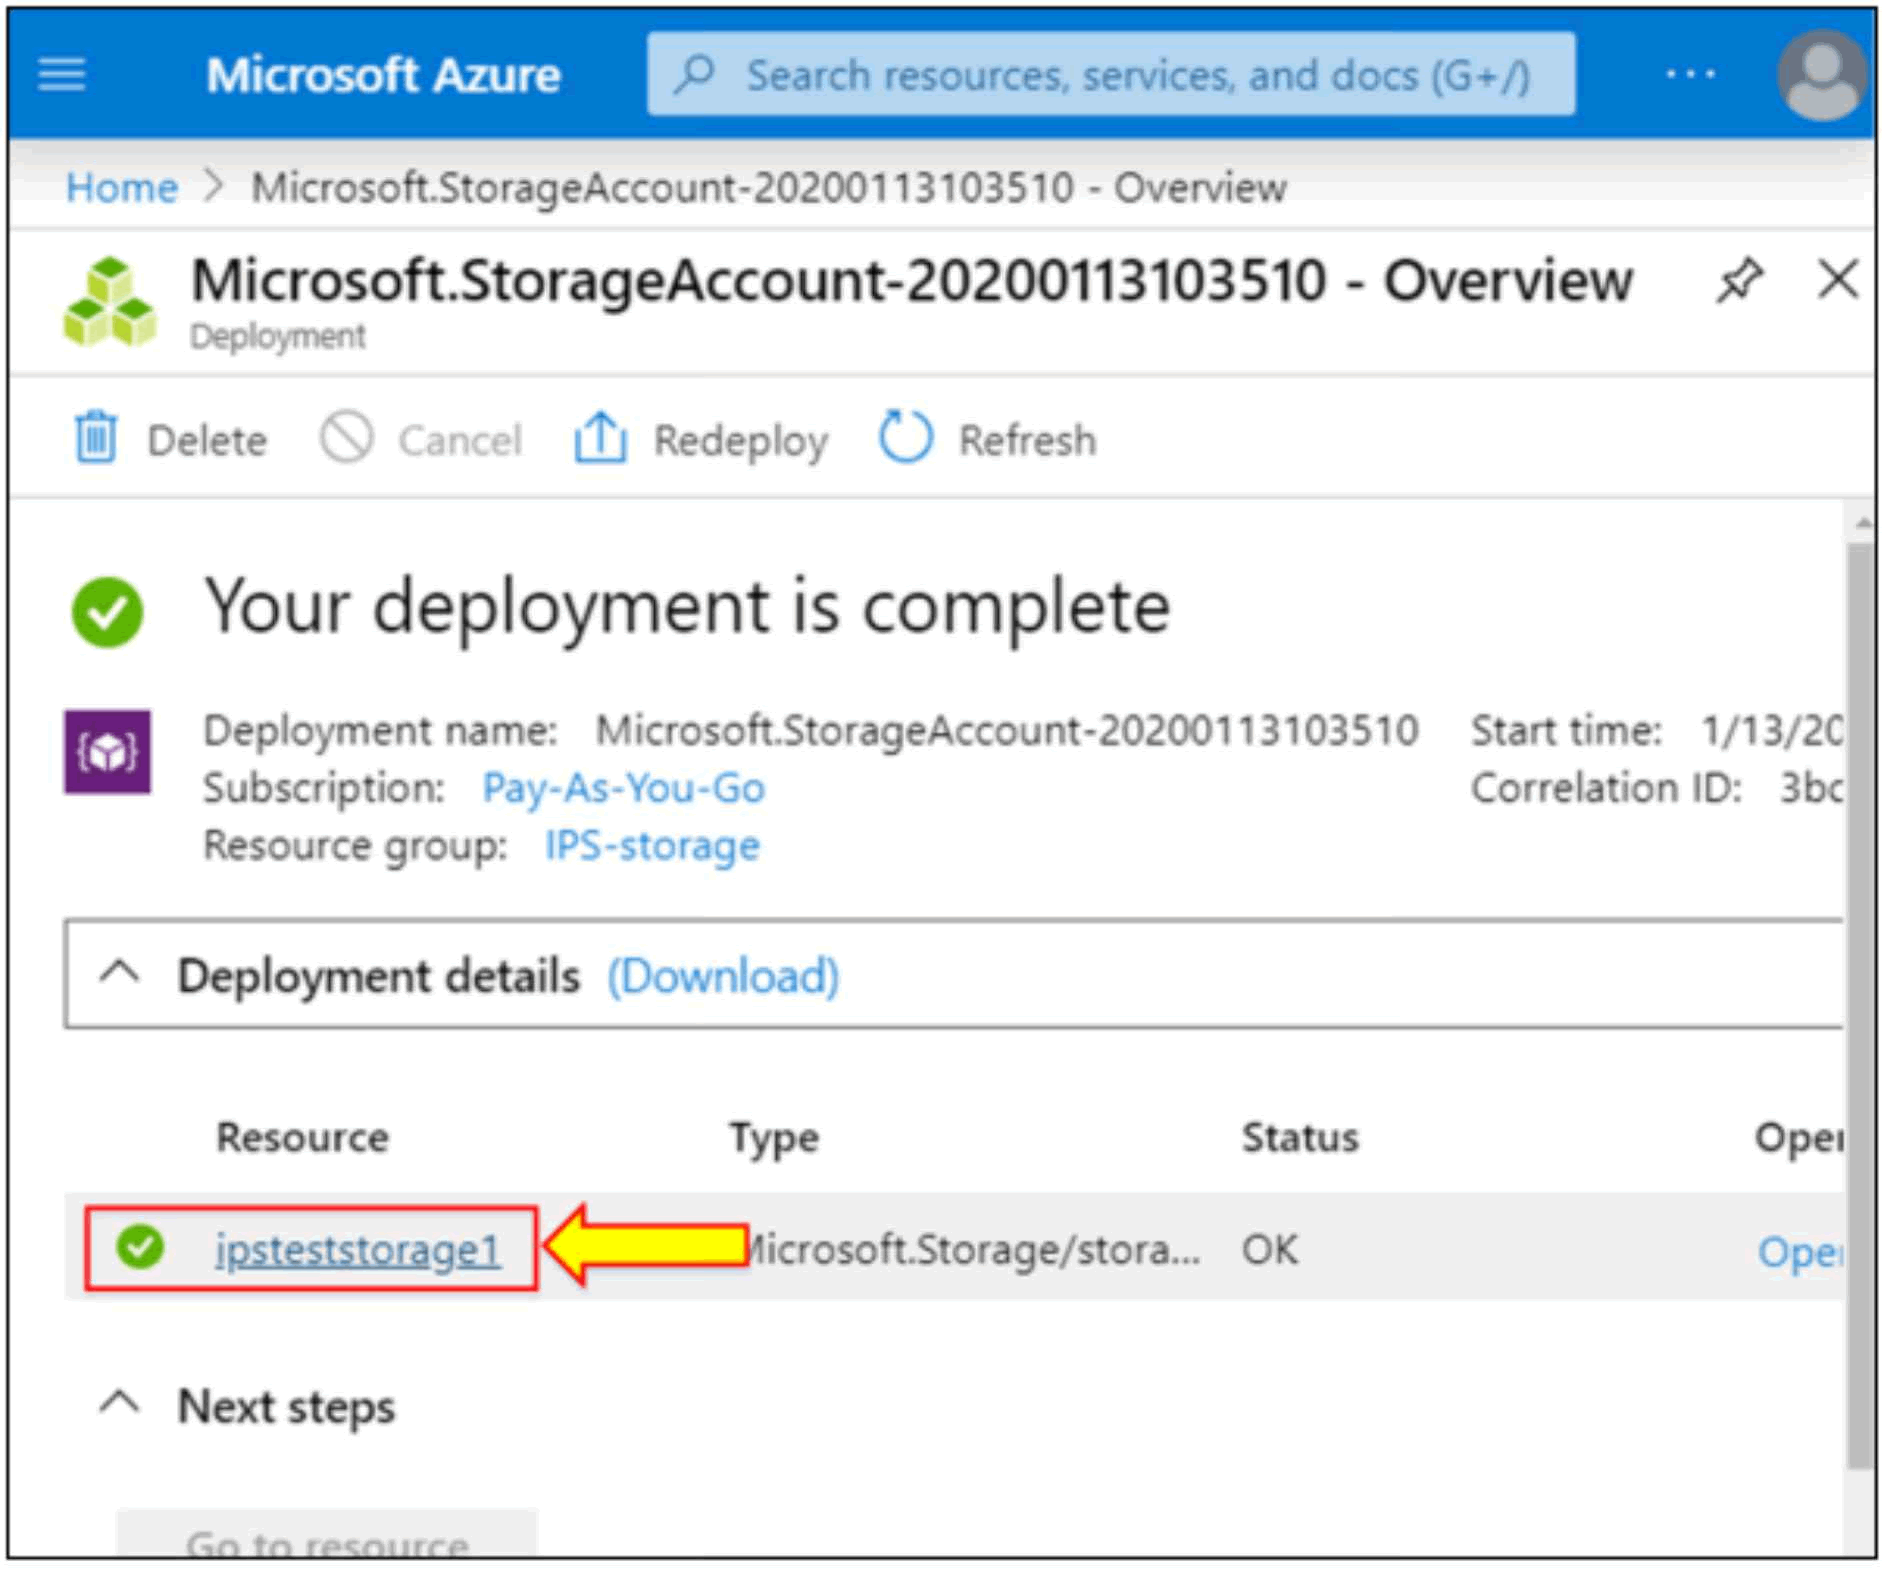 Microsoft Azure Search resources, services, and docs (G+/) ...
Home > Microsoft.StorageAccount-20200113103510 - Overview
Microsoft.StorageAccount-20200113103510 - Overview
Deployment
Delete Cancel Redeploy Refresh
Your deployment is complete
Deployment name: Microsoft.StorageAccount-20200113103510 Start time: 1/13/20
Subscription: Pay-As-You-Go Correlation ID: 3bc
Resource group: IPS-storage
Deployment details (Download)
Resource Type Status Oper
ipsteststorage1 Microsoft.Storage/stora... OK Oper
Next steps
Go to resource